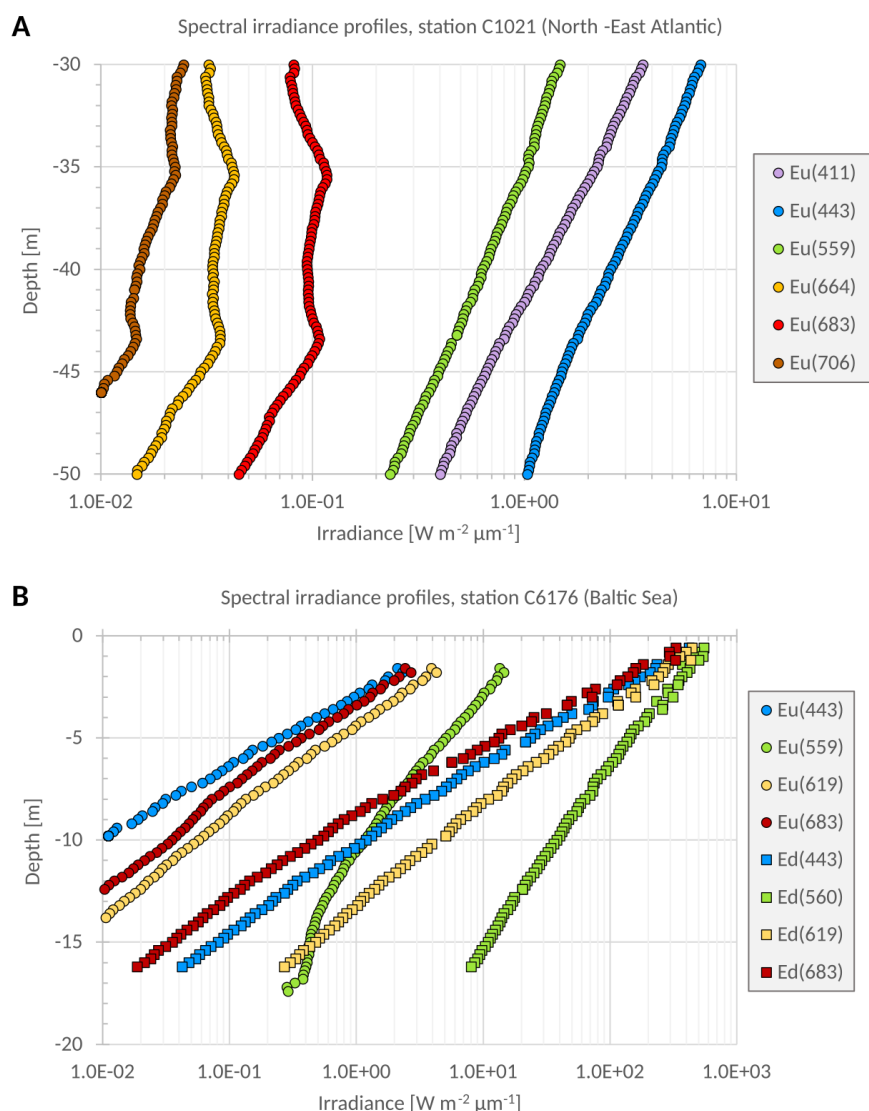 A
Spectral irradiance profiles, station C1021 (North -East Atlantic)
-30
-35
-40
-45
-50
Depth [m]
1.0E-02
1.0E-01
1.0E+00
1.0E+01
Irradiance [W m⁻² µm⁻¹]
Eu(411)
Eu(443)
Eu(559)
Eu(664)
Eu(683)
Eu(706)
B
Spectral irradiance profiles, station C6176 (Baltic Sea)
0
-5
-10
-15
-20
Depth [m]
1.0E-02
1.0E-01
1.0E+00
1.0E+01
1.0E+02
1.0E+03
Irradiance [W m⁻² µm⁻¹]
Eu(443)
Eu(559)
Eu(619)
Eu(683)
Ed(443)
Ed(560)
Ed(619)
Ed(683)